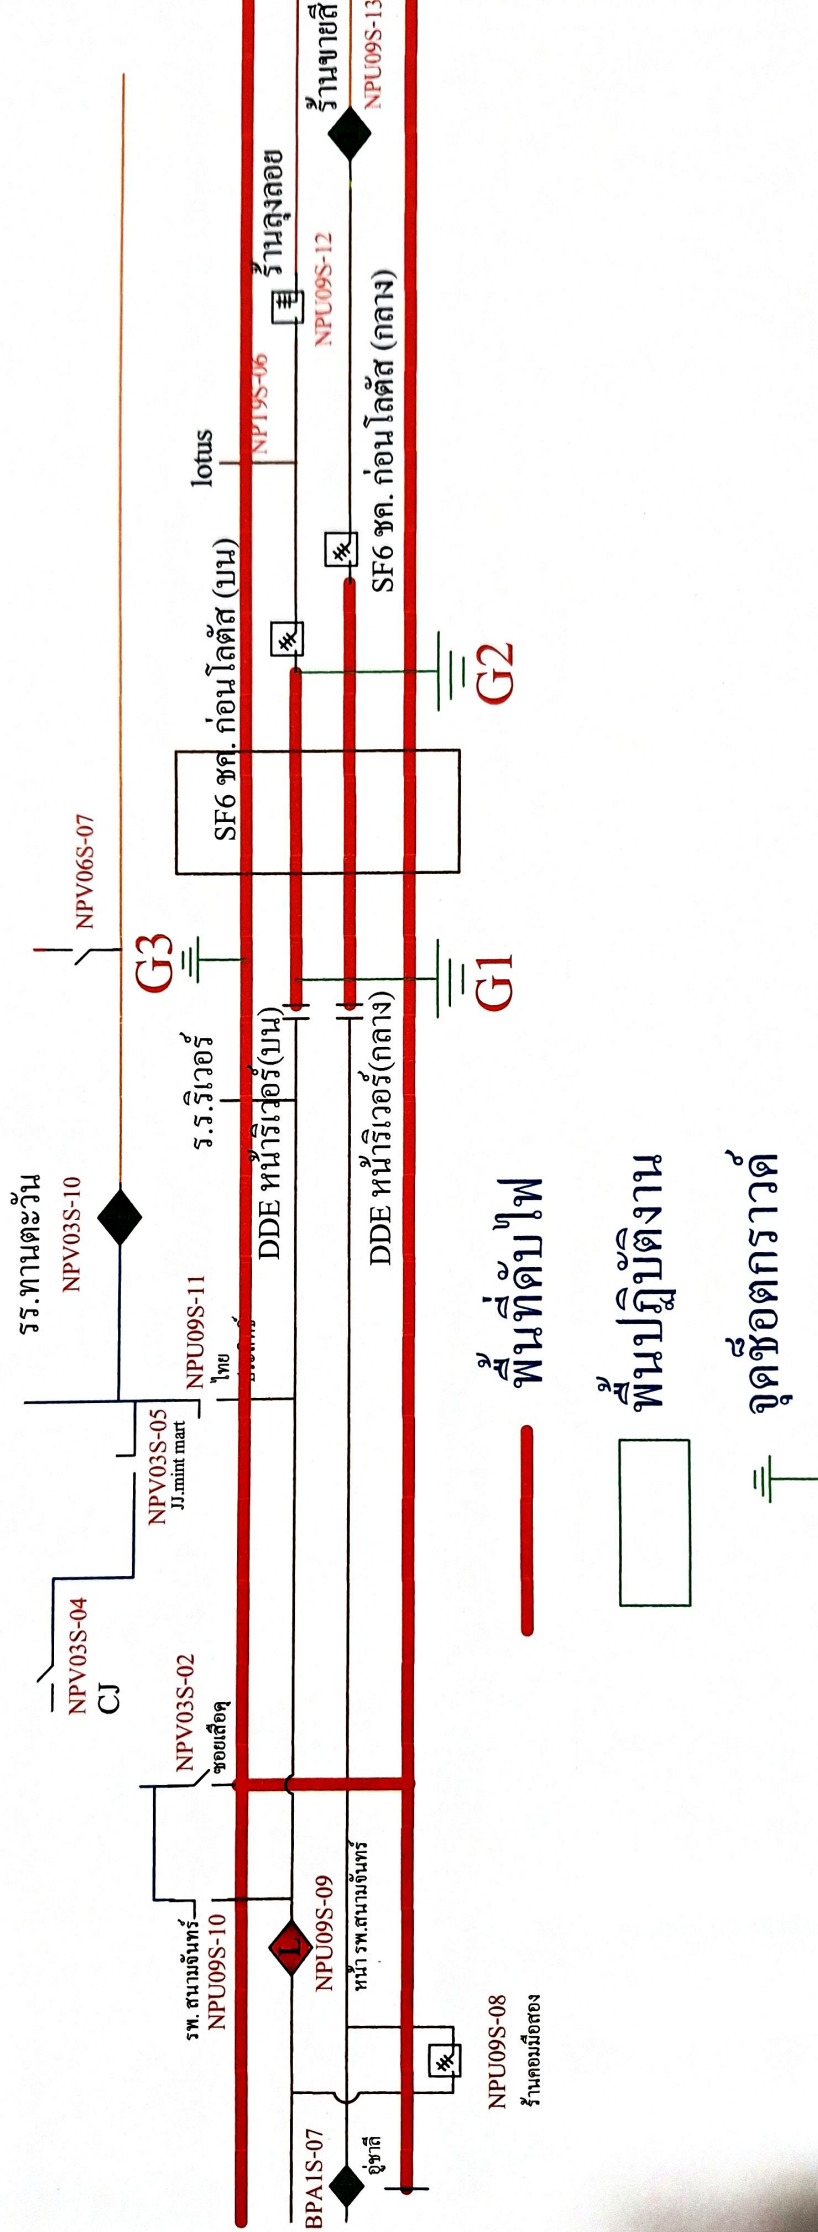 รร.ทานตะวัน
NPV03S-10
NPV06S-07
G3
NPV03S-04
CJ
NPV03S-05
JJ.mint mart
NPU09S-11
ไทย
ร.ร.ริเวอร์
SF6 ชค. ก่อนโลตัส (บน)
lotus
NPT9S-06
ร้านลุงลอย
NPU09S-12
ร้านขายสี
NPU09S-13
NPV03S-02
ซอยเสือดุ
รพ.สนามจันทร์
NPU09S-10
DDE หน้าริเวอร์(บน)
DDE หน้าริเวอร์(กลาง)
SF6 ชค. ก่อนโลตัส (กลาง)
L
NPU09S-09
หน้า รพ.สนามจันทร์
BPA1S-07
อู่ชาลี
NPU09S-08
ร้านคอมมือสอง
G1
G2
พื้นที่ดับไฟ
พื้นปฏิบัติงาน
จุดช็อตกราวด์